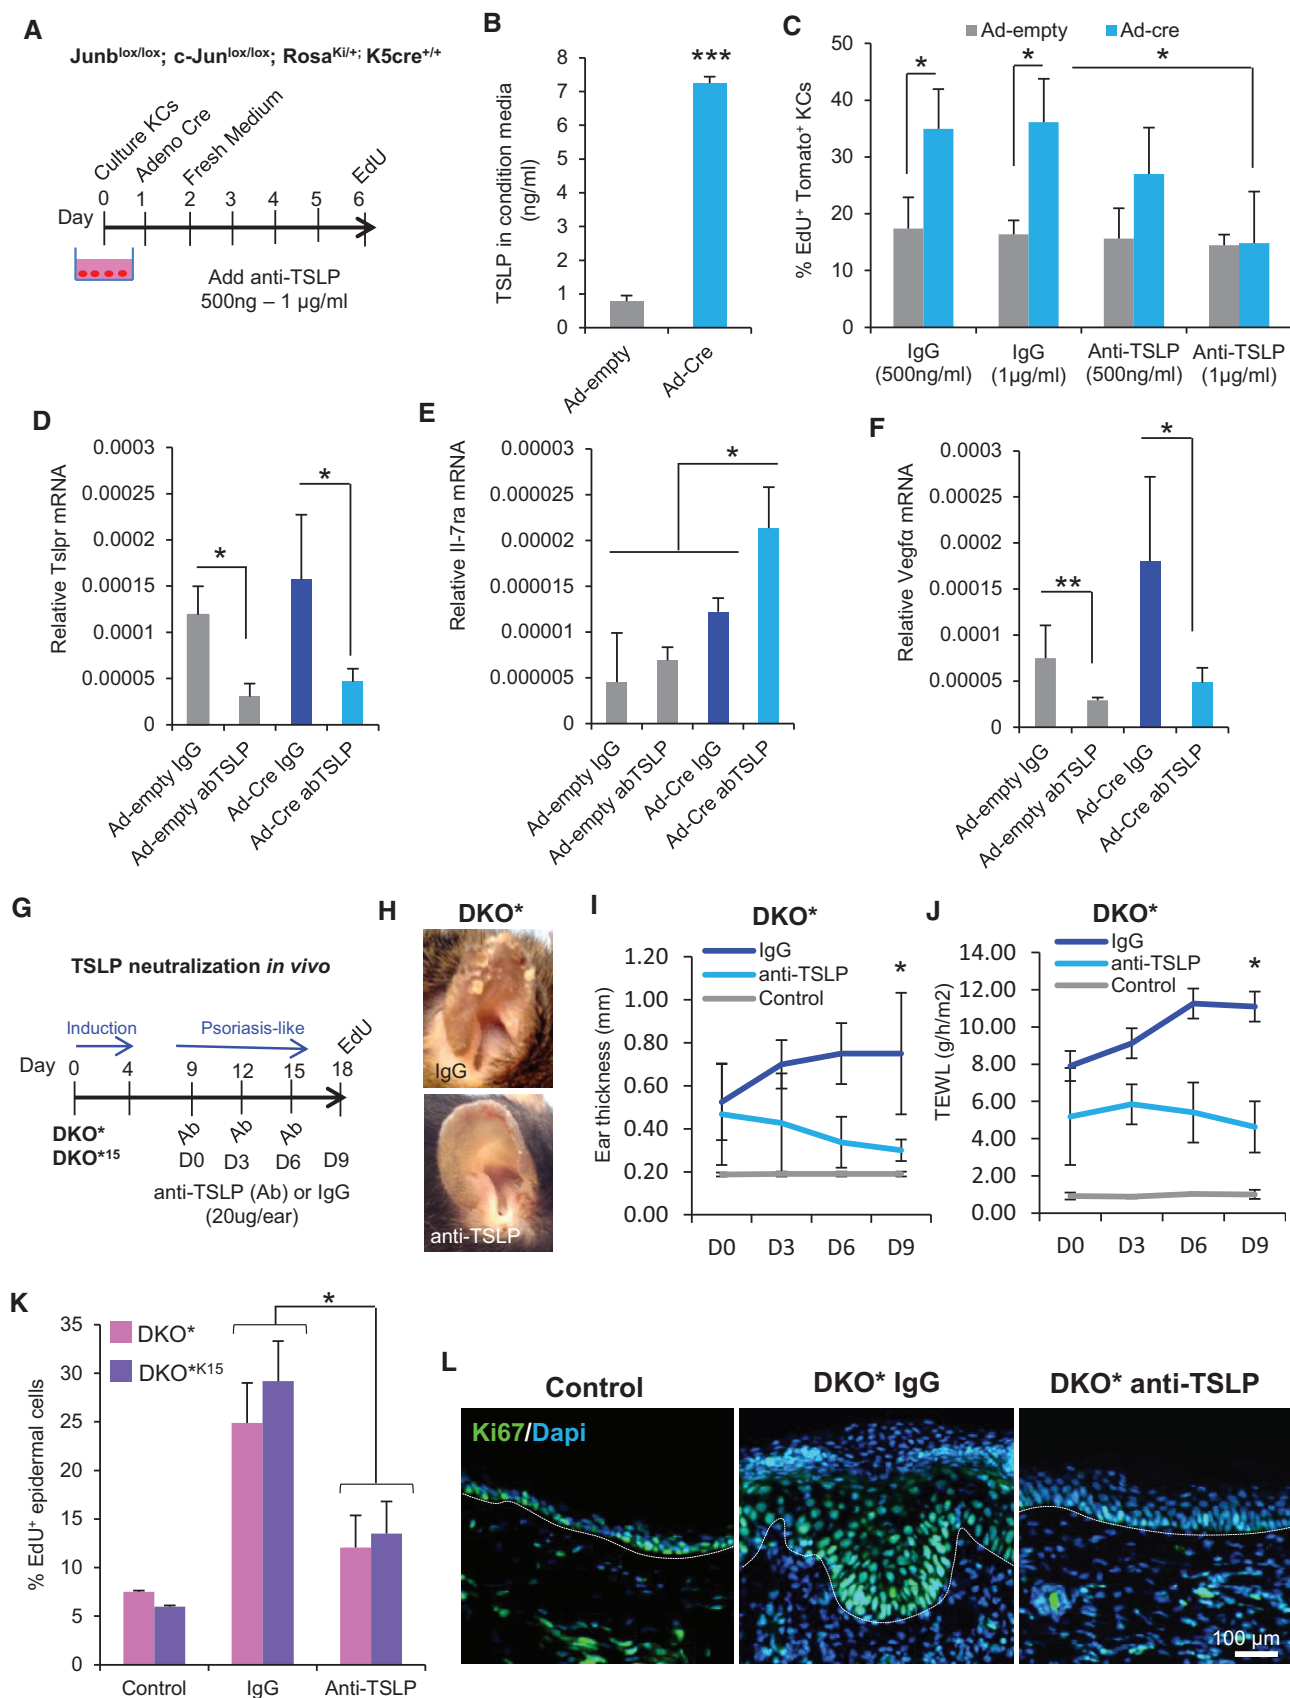 A
Junb^lox/lox; c-Jun^lox/lox; Rosa^Ki/+; K5cre^+/+
Culture KCs
Adeno Cre
Fresh Medium
EdU
Day 0 1 2 3 4 5 6
Add anti-TSLP
500ng – 1 µg/ml
B
TSLP in condition media
(ng/ml)
8
7
6
5
4
3
2
1
0
***
Ad-empty
Ad-Cre
C
Ad-empty Ad-cre
% EdU⁺ Tomato⁺ KCs
50
40
30
20
10
0
* * *
IgG
(500ng/ml)
IgG
(1µg/ml)
Anti-TSLP
(500ng/ml)
Anti-TSLP
(1µg/ml)
D
Relative Tslpr mRNA
0.0003
0.00025
0.0002
0.00015
0.0001
0.00005
0
* *
Ad-empty IgG
Ad-empty abTSLP
Ad-Cre IgG
Ad-Cre abTSLP
E
Relative Il-7ra mRNA
0.00003
0.000025
0.00002
0.000015
0.00001
0.000005
0
*
Ad-empty IgG
Ad-empty abTSLP
Ad-Cre IgG
Ad-Cre abTSLP
F
Relative Vegfα mRNA
0.0003
0.00025
0.0002
0.00015
0.0001
0.00005
0
** *
Ad-empty IgG
Ad-empty abTSLP
Ad-Cre IgG
Ad-Cre abTSLP
G
TSLP neutralization in vivo
Induction Psoriasis-like EdU
Day 0 4 9 12 15 18
DKO* Ab Ab Ab
DKO*¹⁵ D0 D3 D6 D9
anti-TSLP (Ab) or IgG
(20ug/ear)
H
DKO*
IgG
anti-TSLP
I
DKO*
IgG
anti-TSLP
Control
Ear thickness (mm)
1.20
1.00
0.80
0.60
0.40
0.20
0.00
*
D0 D3 D6 D9
J
DKO*
IgG
anti-TSLP
Control
TEWL (g/h/m2)
14.00
12.00
10.00
8.00
6.00
4.00
2.00
0.00
*
D0 D3 D6 D9
K
DKO*
DKO*ᴷ¹⁵
% EdU⁺ epidermal cells
35
30
25
20
15
10
5
0
*
Control IgG Anti-TSLP
L
Control DKO* IgG DKO* anti-TSLP
Ki67/Dapi
100 µm